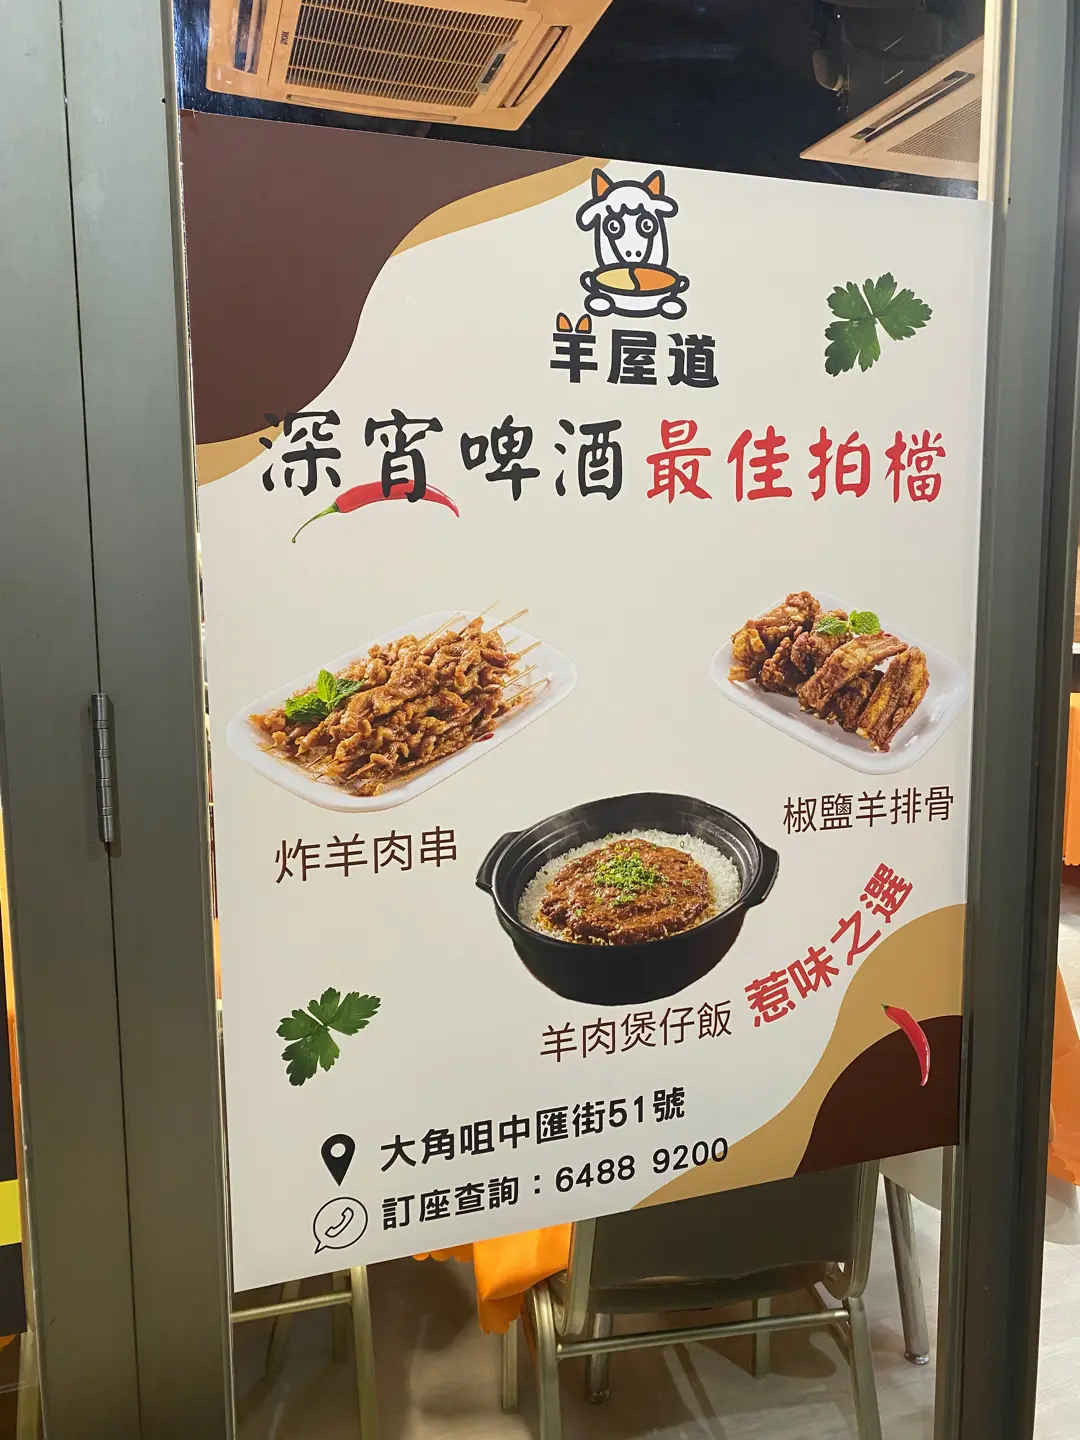 羊屋道
深宵啤酒最佳拍檔
炸羊肉串
椒鹽羊排骨
羊肉煲仔飯
惹味之選
大角咀中匯街51號
訂座查詢：6488 9200